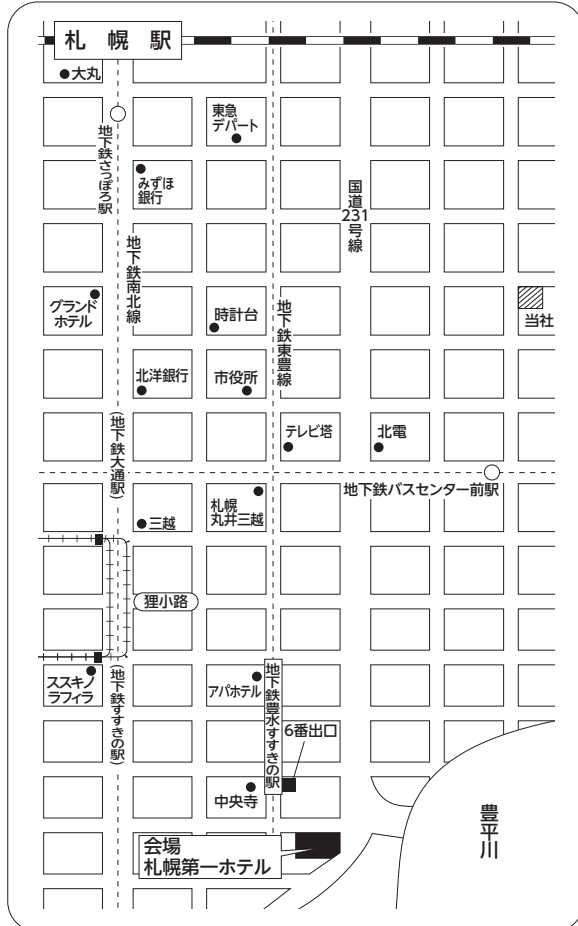 札幌駅
大丸
東急
デパート
地下鉄さっぽろ駅
みずほ
銀行
国道
231
号線
地下鉄南北線
グランド
ホテル
時計台
地下鉄東豊線
当社
北洋銀行
市役所
(地下鉄大通駅)
テレビ塔
北電
地下鉄バスセンター前駅
札幌
丸井三越
三越
狸小路
ススキノ
ラフィラ
(地下鉄すすきの駅)
アパホテル
地下鉄豊水すすきの駅
6番出口
中央寺
豊平川
会場
札幌第一ホテル